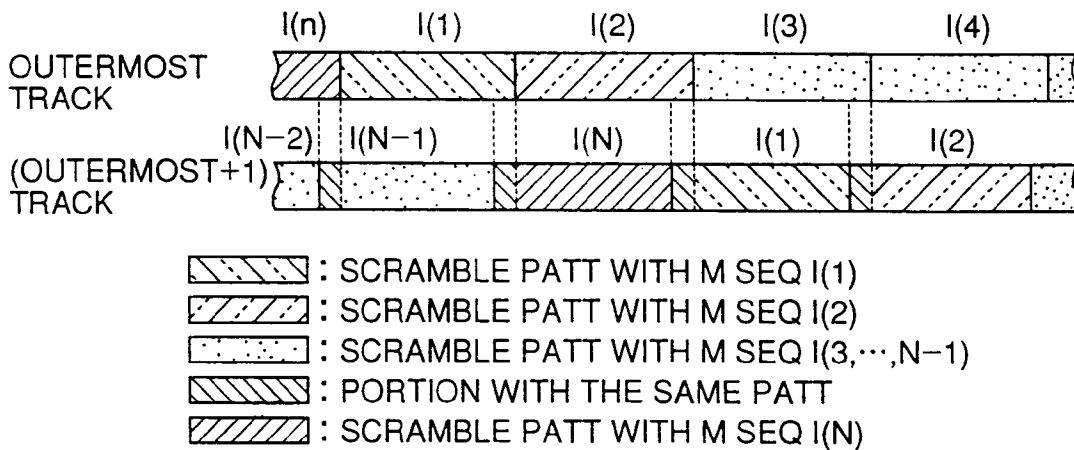 I(n) I(1) I(2) I(3) I(4)
OUTERMOST
TRACK
I(N−2) I(N−1) I(N) I(1) I(2)
(OUTERMOST+1)
TRACK
: SCRAMBLE PATT WITH M SEQ I(1)
: SCRAMBLE PATT WITH M SEQ I(2)
: SCRAMBLE PATT WITH M SEQ I(3,⋯,N−1)
: PORTION WITH THE SAME PATT
: SCRAMBLE PATT WITH M SEQ I(N)